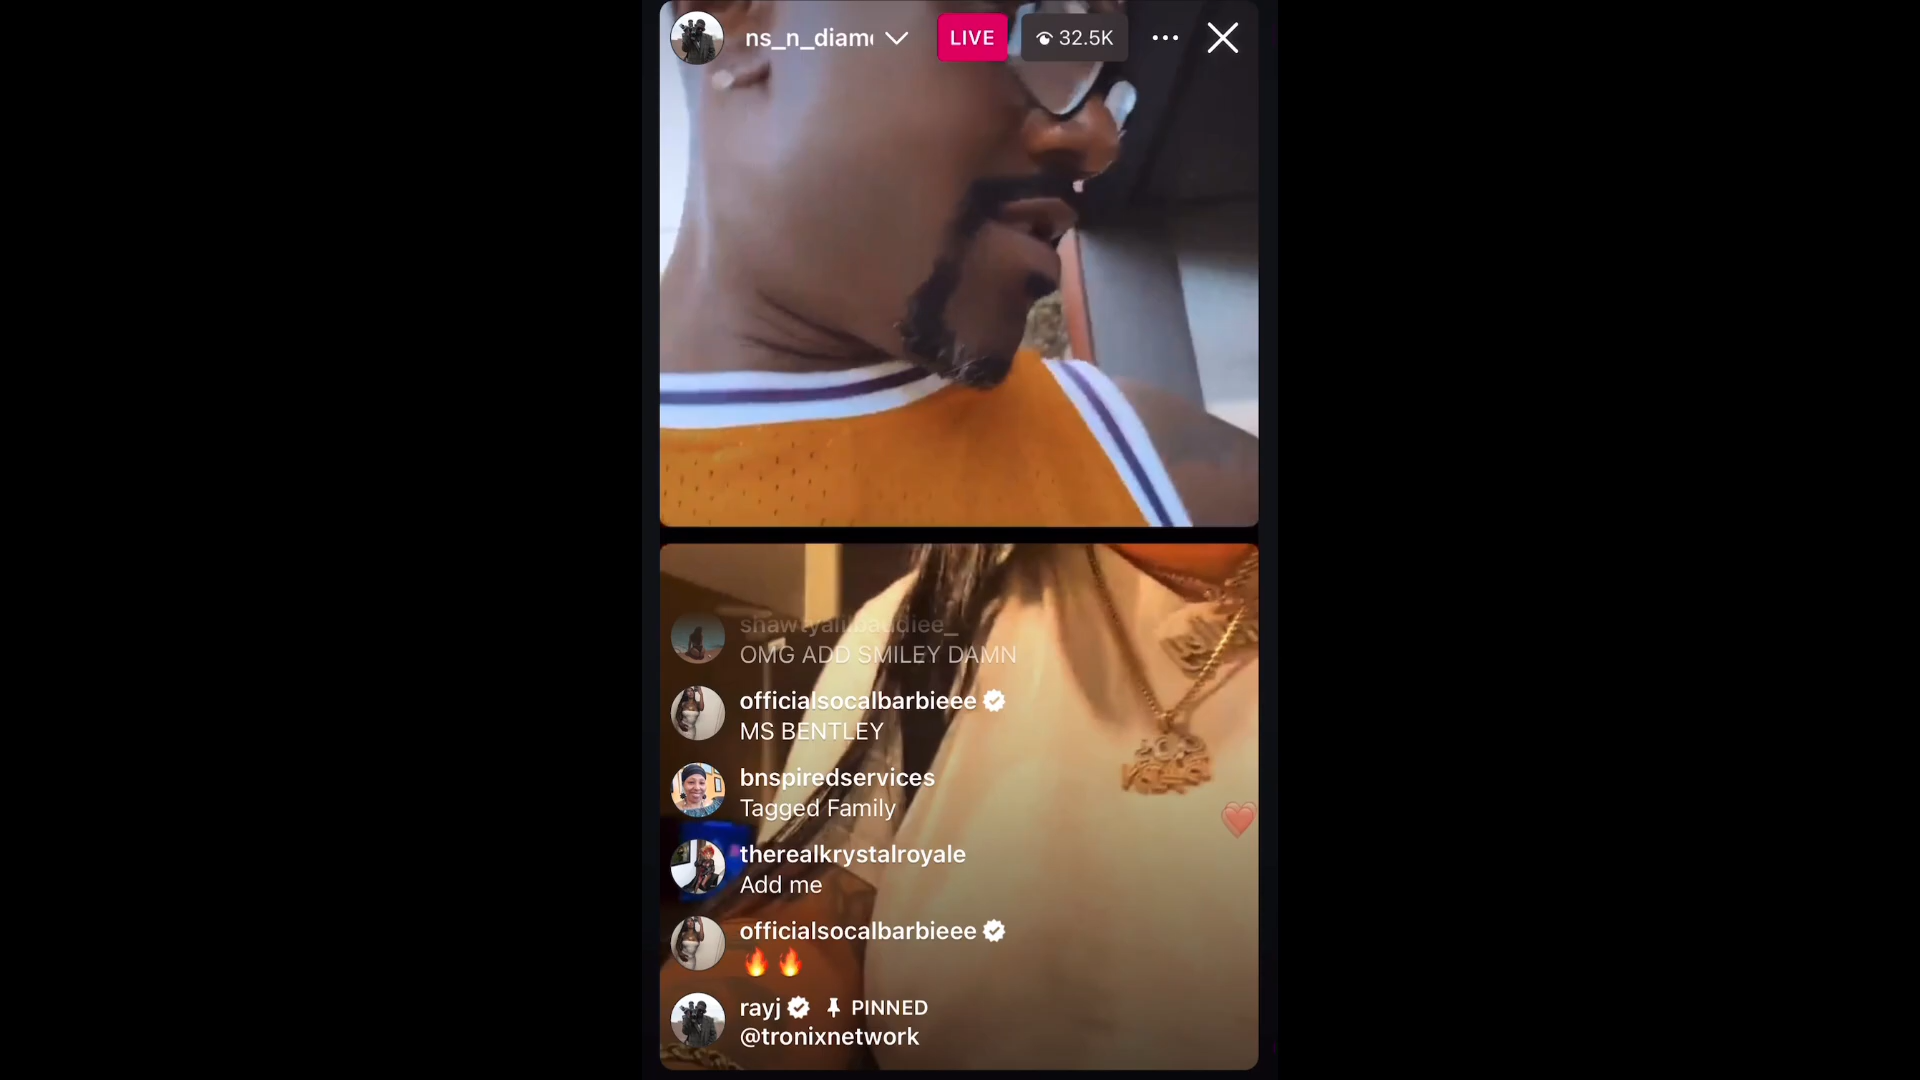 ns_n_diam
LIVE
32.5K
OMG ADD SMILEY DAMN
officialsocalbarbieee
MS BENTLEY
bnspiredservices
Tagged Family
therealkrystalroyale
Add me
officialsocalbarbieee
🔥 🔥
rayj PINNED
@tronixnetwork